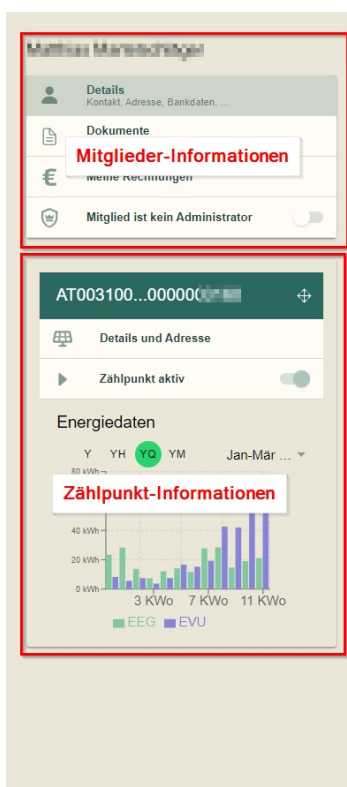 Details
Kontakt, Adresse, Bankdaten, ...
Dokumente
Mitglieder-Informationen
Meine Rechnungen
Mitglied ist kein Administrator
AT003100...000000
Details und Adresse
Zählpunkt aktiv
Energiedaten
Y YH YQ YM Jan-Mär ...
80 kWh
Zählpunkt-Informationen
40 kWh
20 kWh
0 kWh
3 KWo 7 KWo 11 KWo
EEG EVU